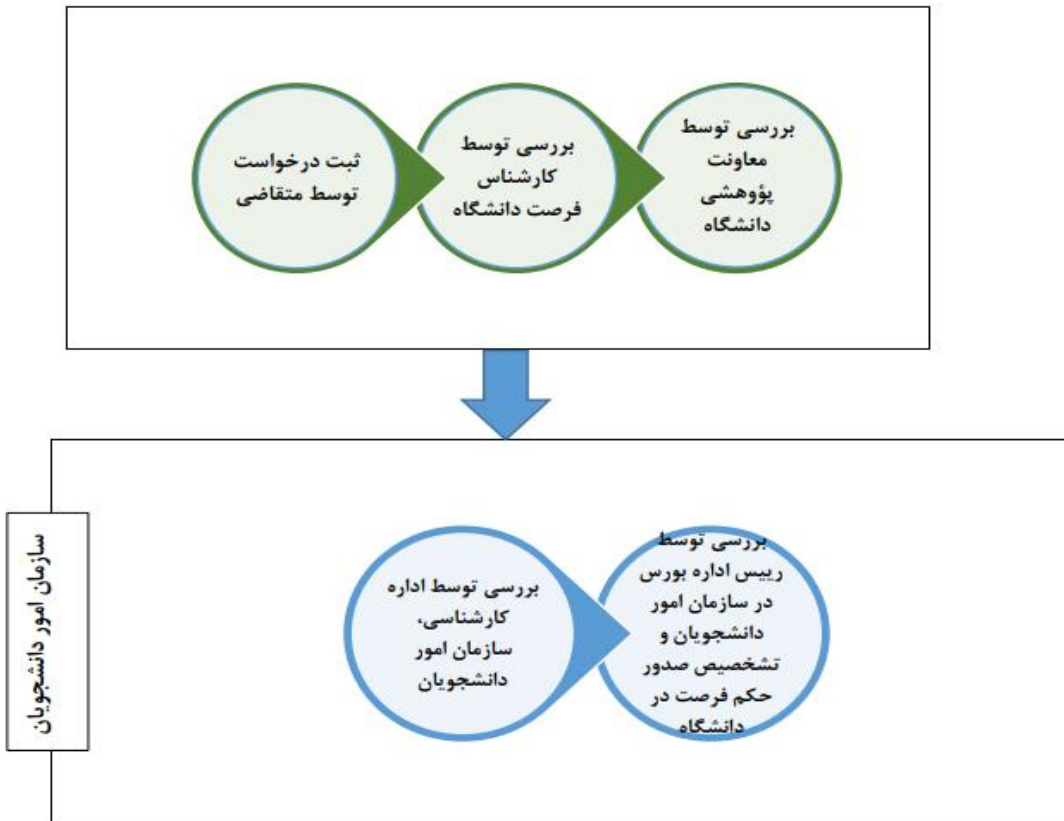 ثبت درخواست
توسط متقاضی
بررسی توسط
کارشناس
فرصت دانشگاه
بررسی توسط
معاونت
پژوهشی
دانشگاه
سازمان امور دانشجویان
بررسی توسط اداره
کارشناسی،
سازمان امور
دانشجویان
بررسی توسط
رییس اداره بورس
در سازمان امور
دانشجویان و
تشخصیص صدور
حکم فرصت در
دانشگاه